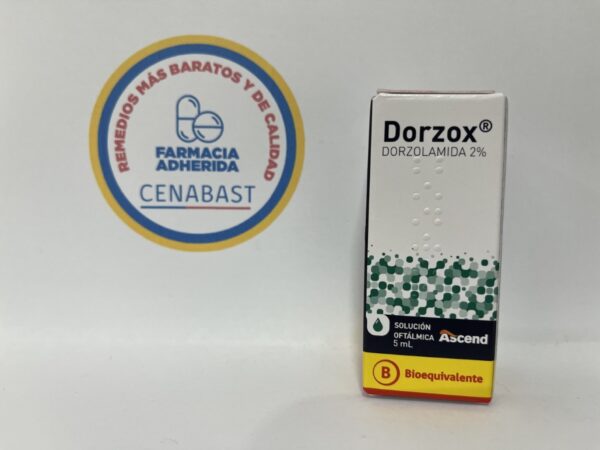 REMEDIOS MÁS BARATOS Y DE CALIDAD
FARMACIA
ADHERIDA
CENABAST
Dorzox®
DORZOLAMIDA 2%
SOLUCIÓN
OFTÁLMICA
5 mL
Ascend
B Bioequivalente